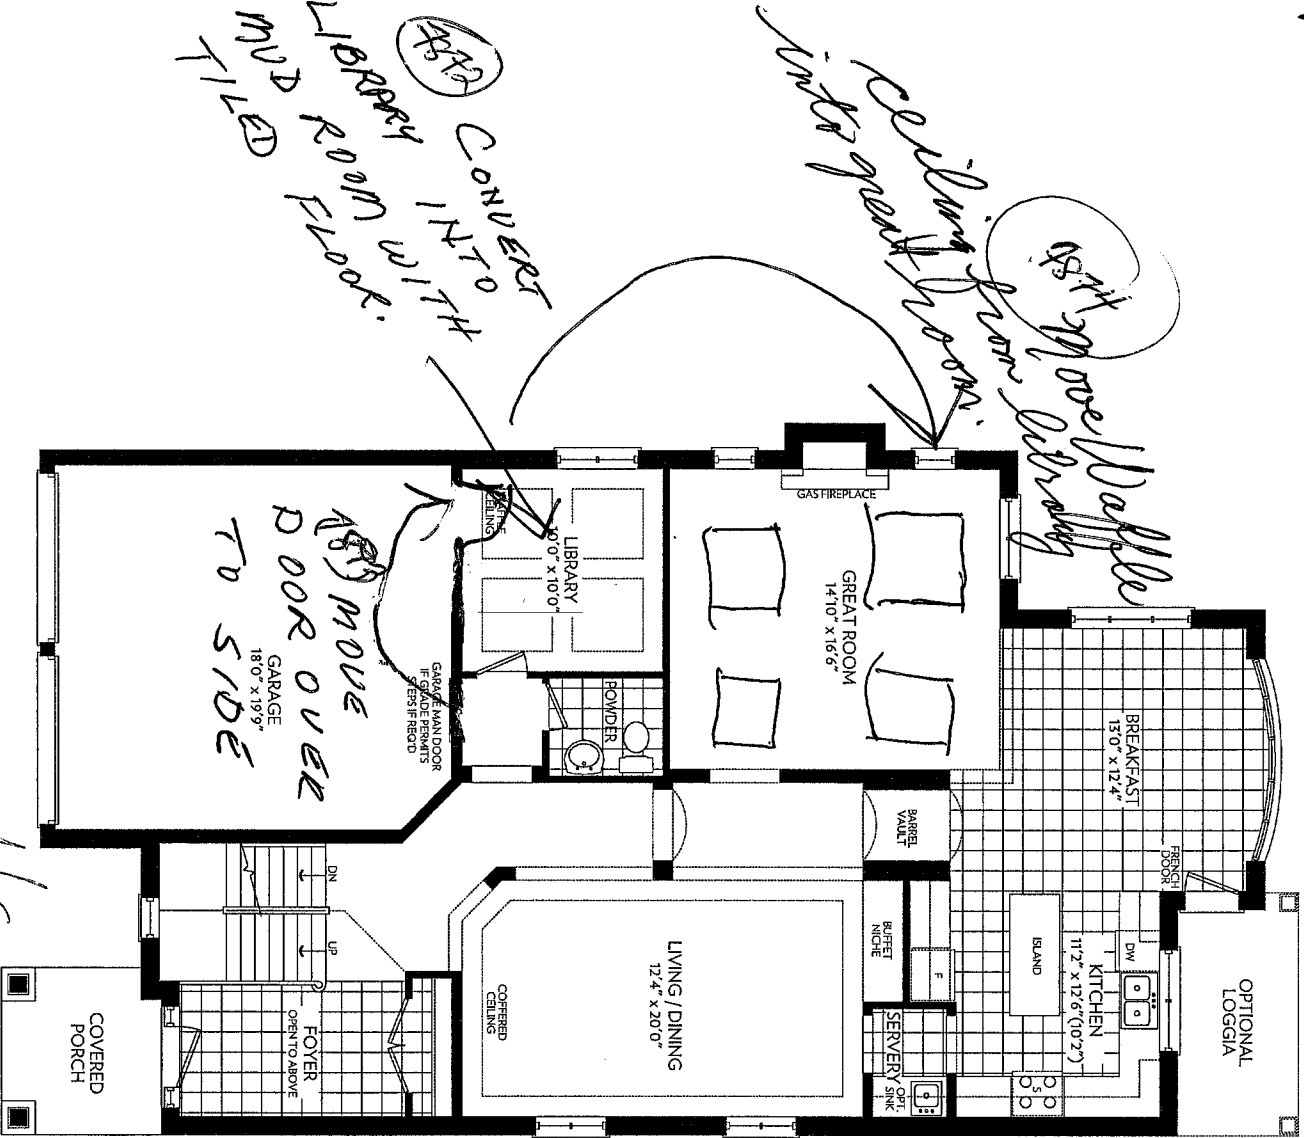 CONVERT
LIBRARY INTO
MUD ROOM WITH
TILED FLOOR.
Move Waffle
ceiling from library
into great room.
GAS FIREPLACE
WAFFLE
CEILING
LIBRARY
10'0" x 10'0"
GREAT ROOM
14'10" x 16'6"
MOVE
DOOR OVER
TO SIDE
GARAGE
18'0" x 19'9"
GARAGE MAN DOOR
IF GRADE PERMITS
STEPS IF REQ'D
POWDER
BREAKFAST
13'0" x 12'4"
BARREL
VAULT
FRENCH
DOOR
DN
UP
BUFFET
NICHE
F
ISLAND
DW
KITCHEN
11'2" x 12'6"(10'2")
OPTIONAL
LOGGIA
LIVING / DINING
12'4" x 20'0"
COFFERED
CEILING
SERVERY
OPT.
SINK
S
FOYER
OPEN TO ABOVE
COVERED
PORCH